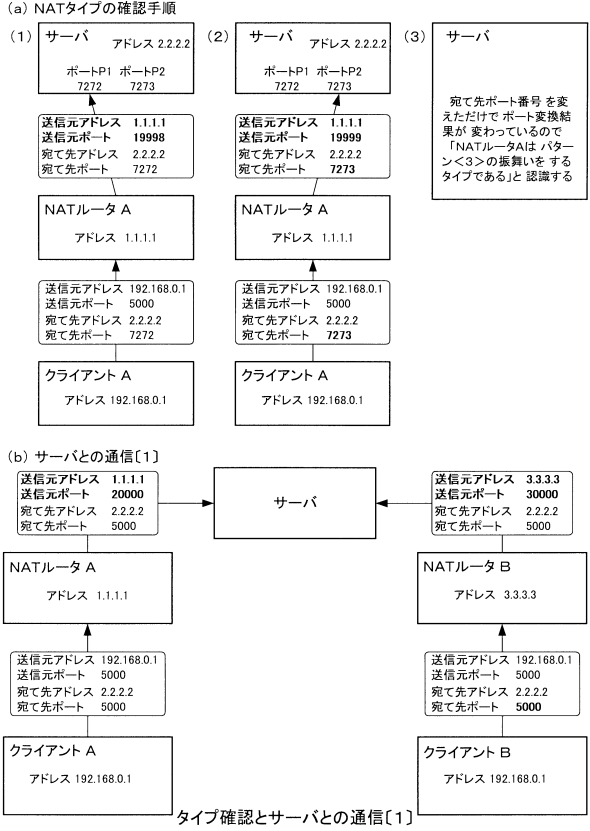 (a) NATタイプの確認手順
(1)
サーバ
アドレス 2.2.2.2
ポートP1 ポートP2
7272 7273
送信元アドレス 1.1.1.1
送信元ポート 19998
宛て先アドレス 2.2.2.2
宛て先ポート 7272
NATルータ A
アドレス 1.1.1.1
送信元アドレス 192.168.0.1
送信元ポート 5000
宛て先アドレス 2.2.2.2
宛て先ポート 7272
クライアント A
アドレス 192.168.0.1
(2)
サーバ
アドレス 2.2.2.2
ポートP1 ポートP2
7272 7273
送信元アドレス 1.1.1.1
送信元ポート 19999
宛て先アドレス 2.2.2.2
宛て先ポート 7273
NATルータ A
アドレス 1.1.1.1
送信元アドレス 192.168.0.1
送信元ポート 5000
宛て先アドレス 2.2.2.2
宛て先ポート 7273
クライアント A
アドレス 192.168.0.1
(3)
サーバ
宛て先ポート番号 を変
えただけで ポート変換結
果が 変わっているので
「NATルータAは パター
ン<3>の振舞いを する
タイプである」と 認識する
(b) サーバとの通信〔1〕
送信元アドレス 1.1.1.1
送信元ポート 20000
宛て先アドレス 2.2.2.2
宛て先ポート 5000
サーバ
送信元アドレス 3.3.3.3
送信元ポート 30000
宛て先アドレス 2.2.2.2
宛て先ポート 5000
NATルータ A
アドレス 1.1.1.1
NATルータ B
アドレス 3.3.3.3
送信元アドレス 192.168.0.1
送信元ポート 5000
宛て先アドレス 2.2.2.2
宛て先ポート 5000
送信元アドレス 192.168.0.1
送信元ポート 5000
宛て先アドレス 2.2.2.2
宛て先ポート 5000
クライアント A
アドレス 192.168.0.1
クライアント B
アドレス 192.168.0.1
タイプ確認とサーバとの通信〔1〕